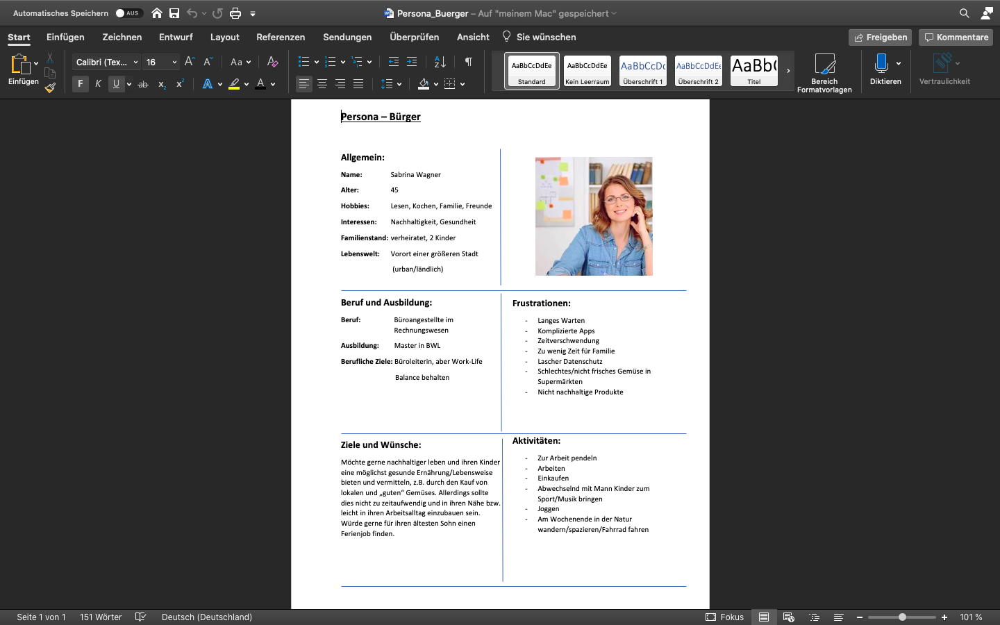 Automatisches Speichern AUS
Persona_Buerger – Auf "meinem Mac" gespeichert
Start Einfügen Zeichnen Entwurf Layout Referenzen Sendungen Überprüfen Ansicht Sie wünschen Freigeben Kommentare
Einfügen
Calibri (Tex... 16
Aa
F K U ab x₂ x²
A A
AaBbCcDdEe AaBbCcDdEe AaBbCcDc AaBbCcDdEe AaBb(
Standard Kein Leerraum Überschrift 1 Überschrift 2 Titel
Bereich
Formatvorlagen
Diktieren
Vertraulichkeit
Persona – Bürger
Allgemein:
Name: Sabrina Wagner
Alter: 45
Hobbies: Lesen, Kochen, Familie, Freunde
Interessen: Nachhaltigkeit, Gesundheit
Familienstand: verheiratet, 2 Kinder
Lebenswelt: Vorort einer größeren Stadt
(urban/ländlich)
Beruf und Ausbildung:
Beruf: Büroangestellte im
Rechnungswesen
Ausbildung: Master in BWL
Berufliche Ziele: Büroleiterin, aber Work-Life
Balance behalten
Frustrationen:
- Langes Warten
- Komplizierte Apps
- Zeitverschwendung
- Zu wenig Zeit für Familie
- Lascher Datenschutz
- Schlechtes/nicht frisches Gemüse in
Supermärkten
- Nicht nachhaltige Produkte
Ziele und Wünsche:
Möchte gerne nachhaltiger leben und ihren Kinder
eine möglichst gesunde Ernährung/Lebensweise
bieten und vermitteln, z.B. durch den Kauf von
lokalen und „guten“ Gemüses. Allerdings sollte
dies nicht zu zeitaufwendig und in ihren Nähe bzw.
leicht in ihren Arbeitsalltag einzubauen sein.
Würde gerne für ihren ältesten Sohn einen
Ferienjob finden.
Aktivitäten:
- Zur Arbeit pendeln
- Arbeiten
- Einkaufen
- Abwechselnd mit Mann Kinder zum
Sport/Musik bringen
- Joggen
- Am Wochenende in der Natur
wandern/spazieren/Fahrrad fahren
Seite 1 von 1 151 Wörter Deutsch (Deutschland) Fokus 101 %